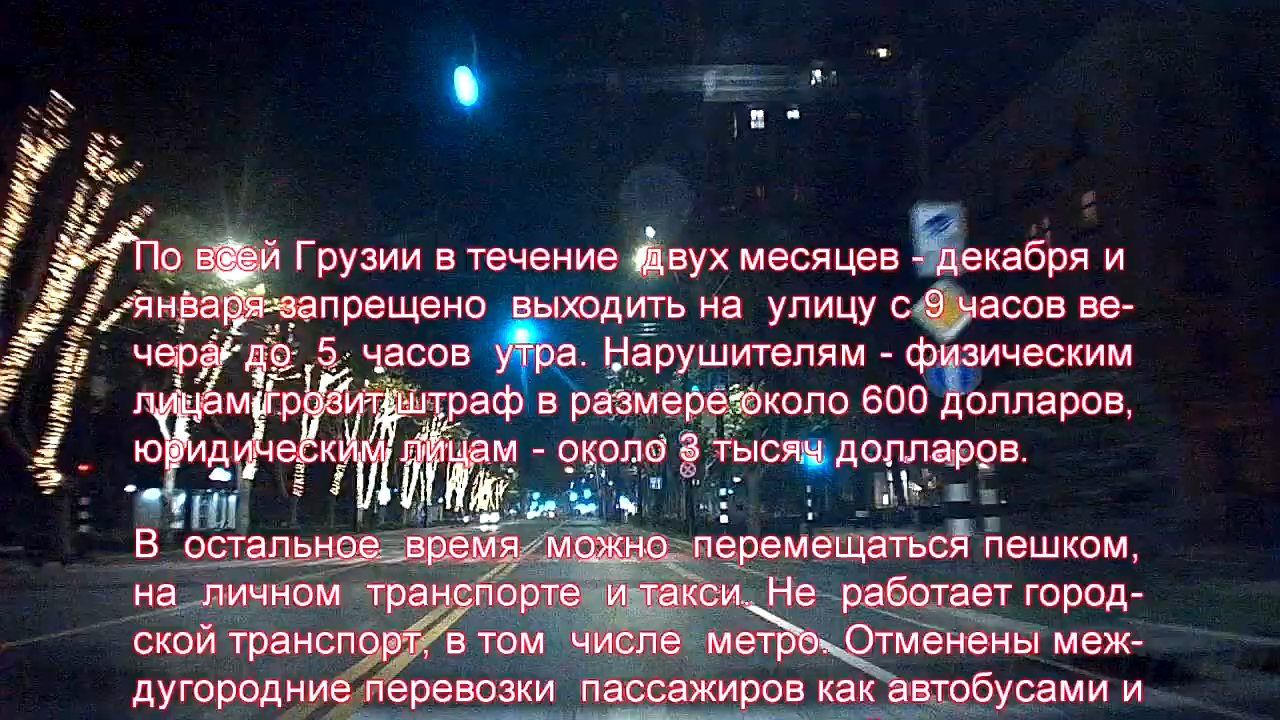 По всей Грузии в течение двух месяцев - декабря и
января запрещено выходить на улицу с 9 часов ве-
чера до 5 часов утра. Нарушителям - физическим
лицам грозит штраф в размере около 600 долларов,
юридическим лицам - около 3 тысяч долларов.
В остальное время можно перемещаться пешком,
на личном транспорте и такси. Не работает город-
ской транспорт, в том числе метро. Отменены меж-
дугородние перевозки пассажиров как автобусами и